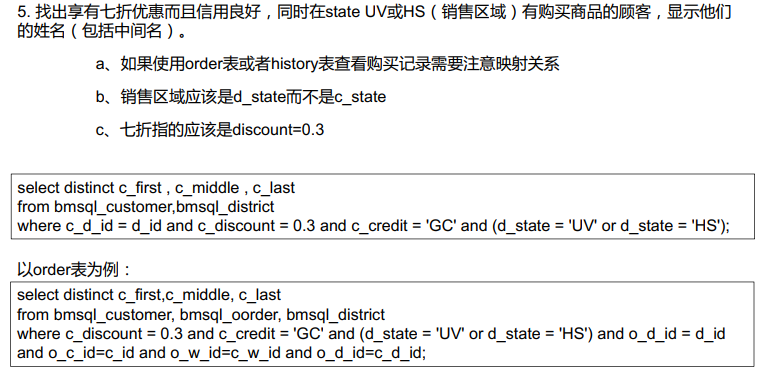 5. 找出享有七折优惠而且信用良好，同时在state UV或HS（销售区域）有购买商品的顾客，显示他们
的姓名（包括中间名）。
a、如果使用order表或者history表查看购买记录需要注意映射关系
b、销售区域应该是d_state而不是c_state
c、七折指的应该是discount=0.3
select distinct c_first , c_middle , c_last
from bmsql_customer,bmsql_district
where c_d_id = d_id and c_discount = 0.3 and c_credit = 'GC' and (d_state = 'UV' or d_state = 'HS');
以order表为例：
select distinct c_first,c_middle, c_last
from bmsql_customer, bmsql_oorder, bmsql_district
where c_discount = 0.3 and c_credit = 'GC' and (d_state = 'UV' or d_state = 'HS') and o_d_id = d_id
and o_c_id=c_id and o_w_id=c_w_id and o_d_id=c_d_id;